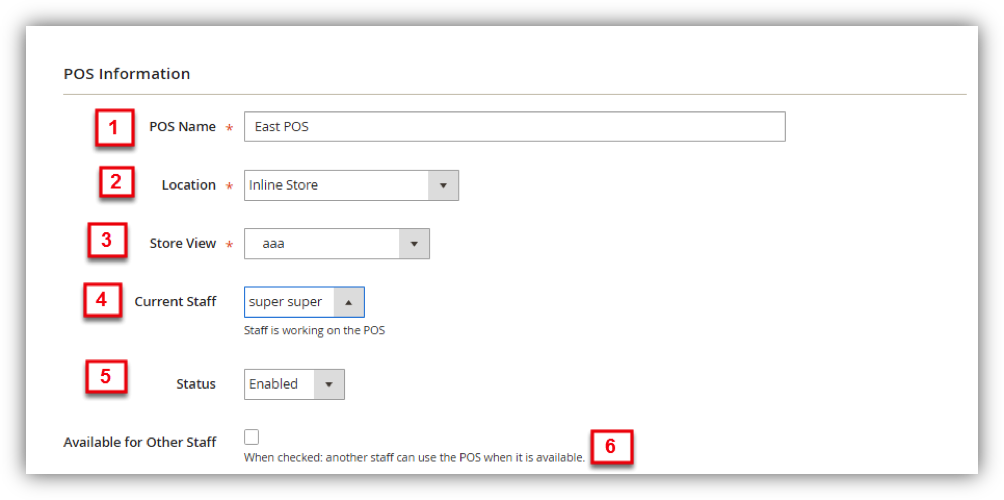 POS Information
1 POS Name * East POS
2 Location * Inline Store
3 Store View * aaa
4 Current Staff super super
Staff is working on the POS
5 Status Enabled
Available for Other Staff
When checked: another staff can use the POS when it is available. 6